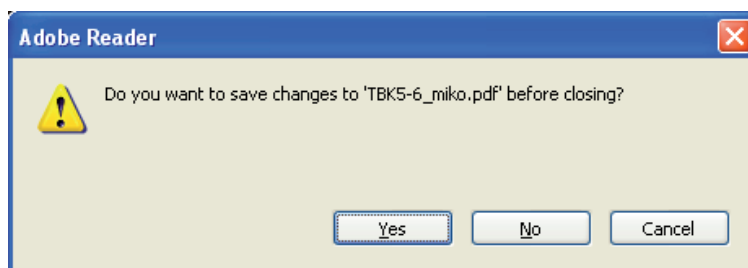 Adobe Reader
Do you want to save changes to 'TBK5-6_miko.pdf' before closing?
Yes No Cancel